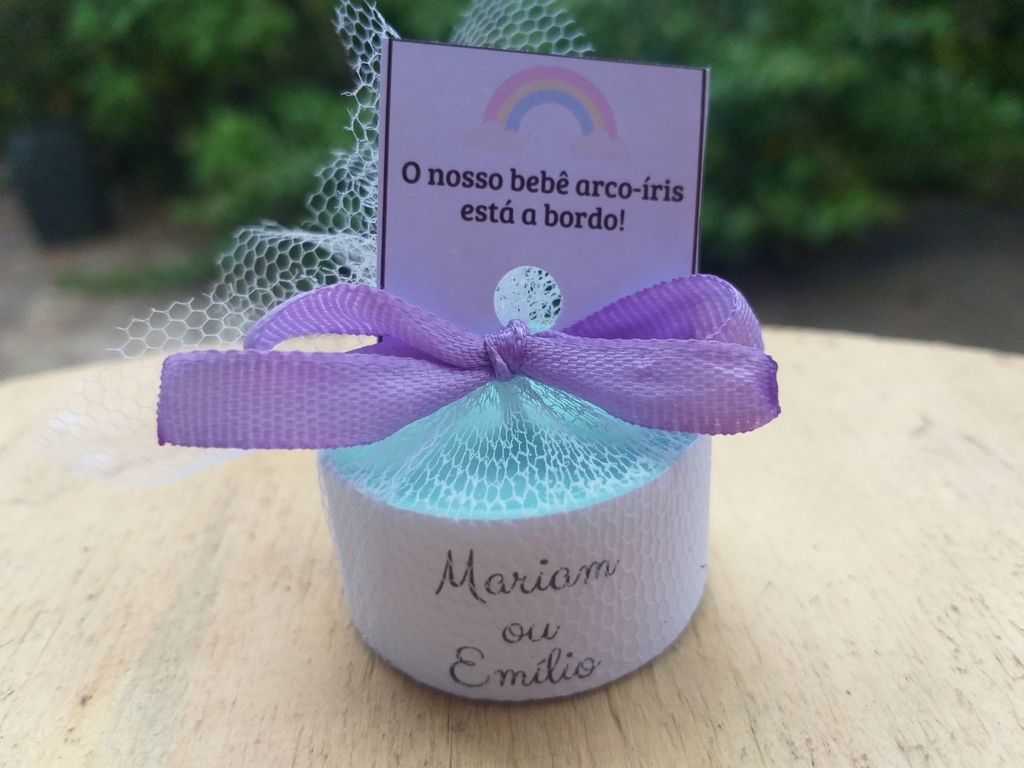 O nosso bebê arco-íris
está a bordo!
Mariam
ou
Emílio